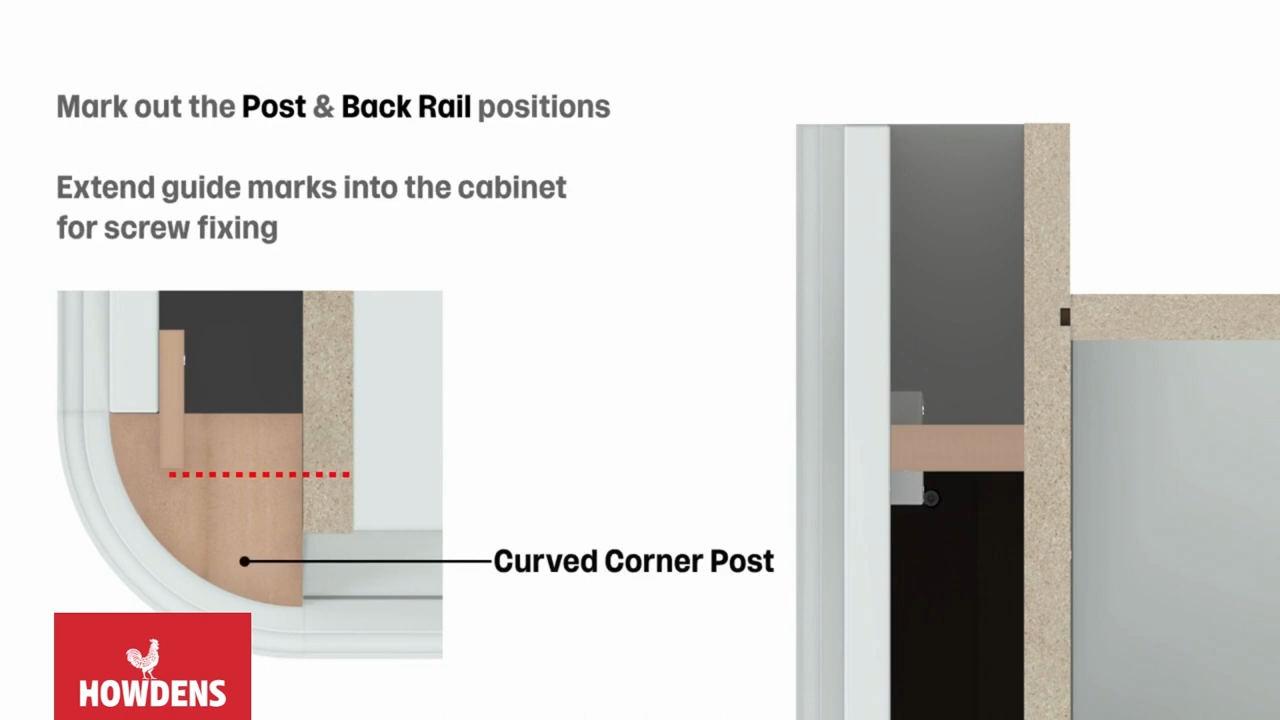 Mark out the Post & Back Rail positions
Extend guide marks into the cabinet
for screw fixing
Curved Corner Post
HOWDENS